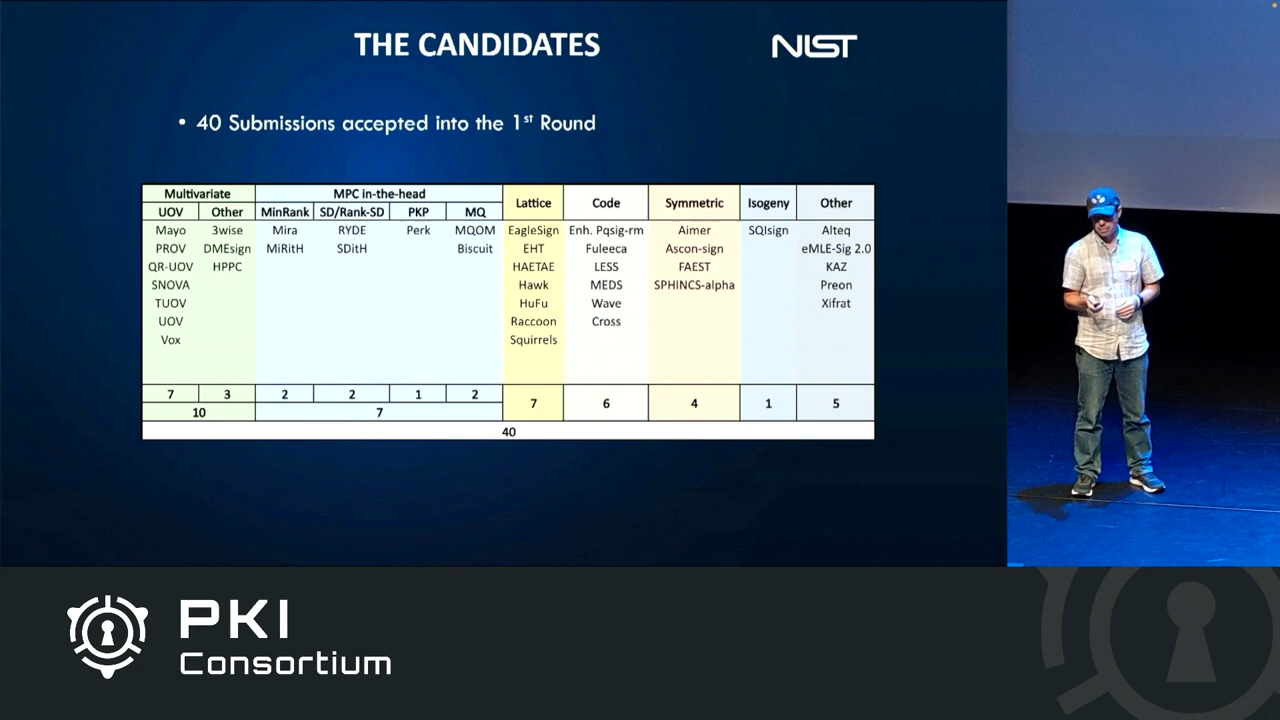 THE CANDIDATES
NIST
• 40 Submissions accepted into the 1st Round
Multivariate MPC in-the-head Lattice Code Symmetric Isogeny Other
UOV Other MinRank SD/Rank-SD PKP MQ
Mayo 3wise Mira RYDE Perk MQOM EagleSign Enh. Pqsig-rm Aimer SQIsign Alteq
PROV DMEsign MiRitH SDitH Biscuit EHT Fuleeca Ascon-sign eMLE-Sig 2.0
QR-UOV HPPC HAETAE LESS FAEST KAZ
SNOVA Hawk MEDS SPHINCS-alpha Preon
TUOV HuFu Wave Xifrat
UOV Raccoon Cross
Vox Squirrels
7 3 2 2 1 2 7 6 4 1 5
10 7
40
PKI
Consortium